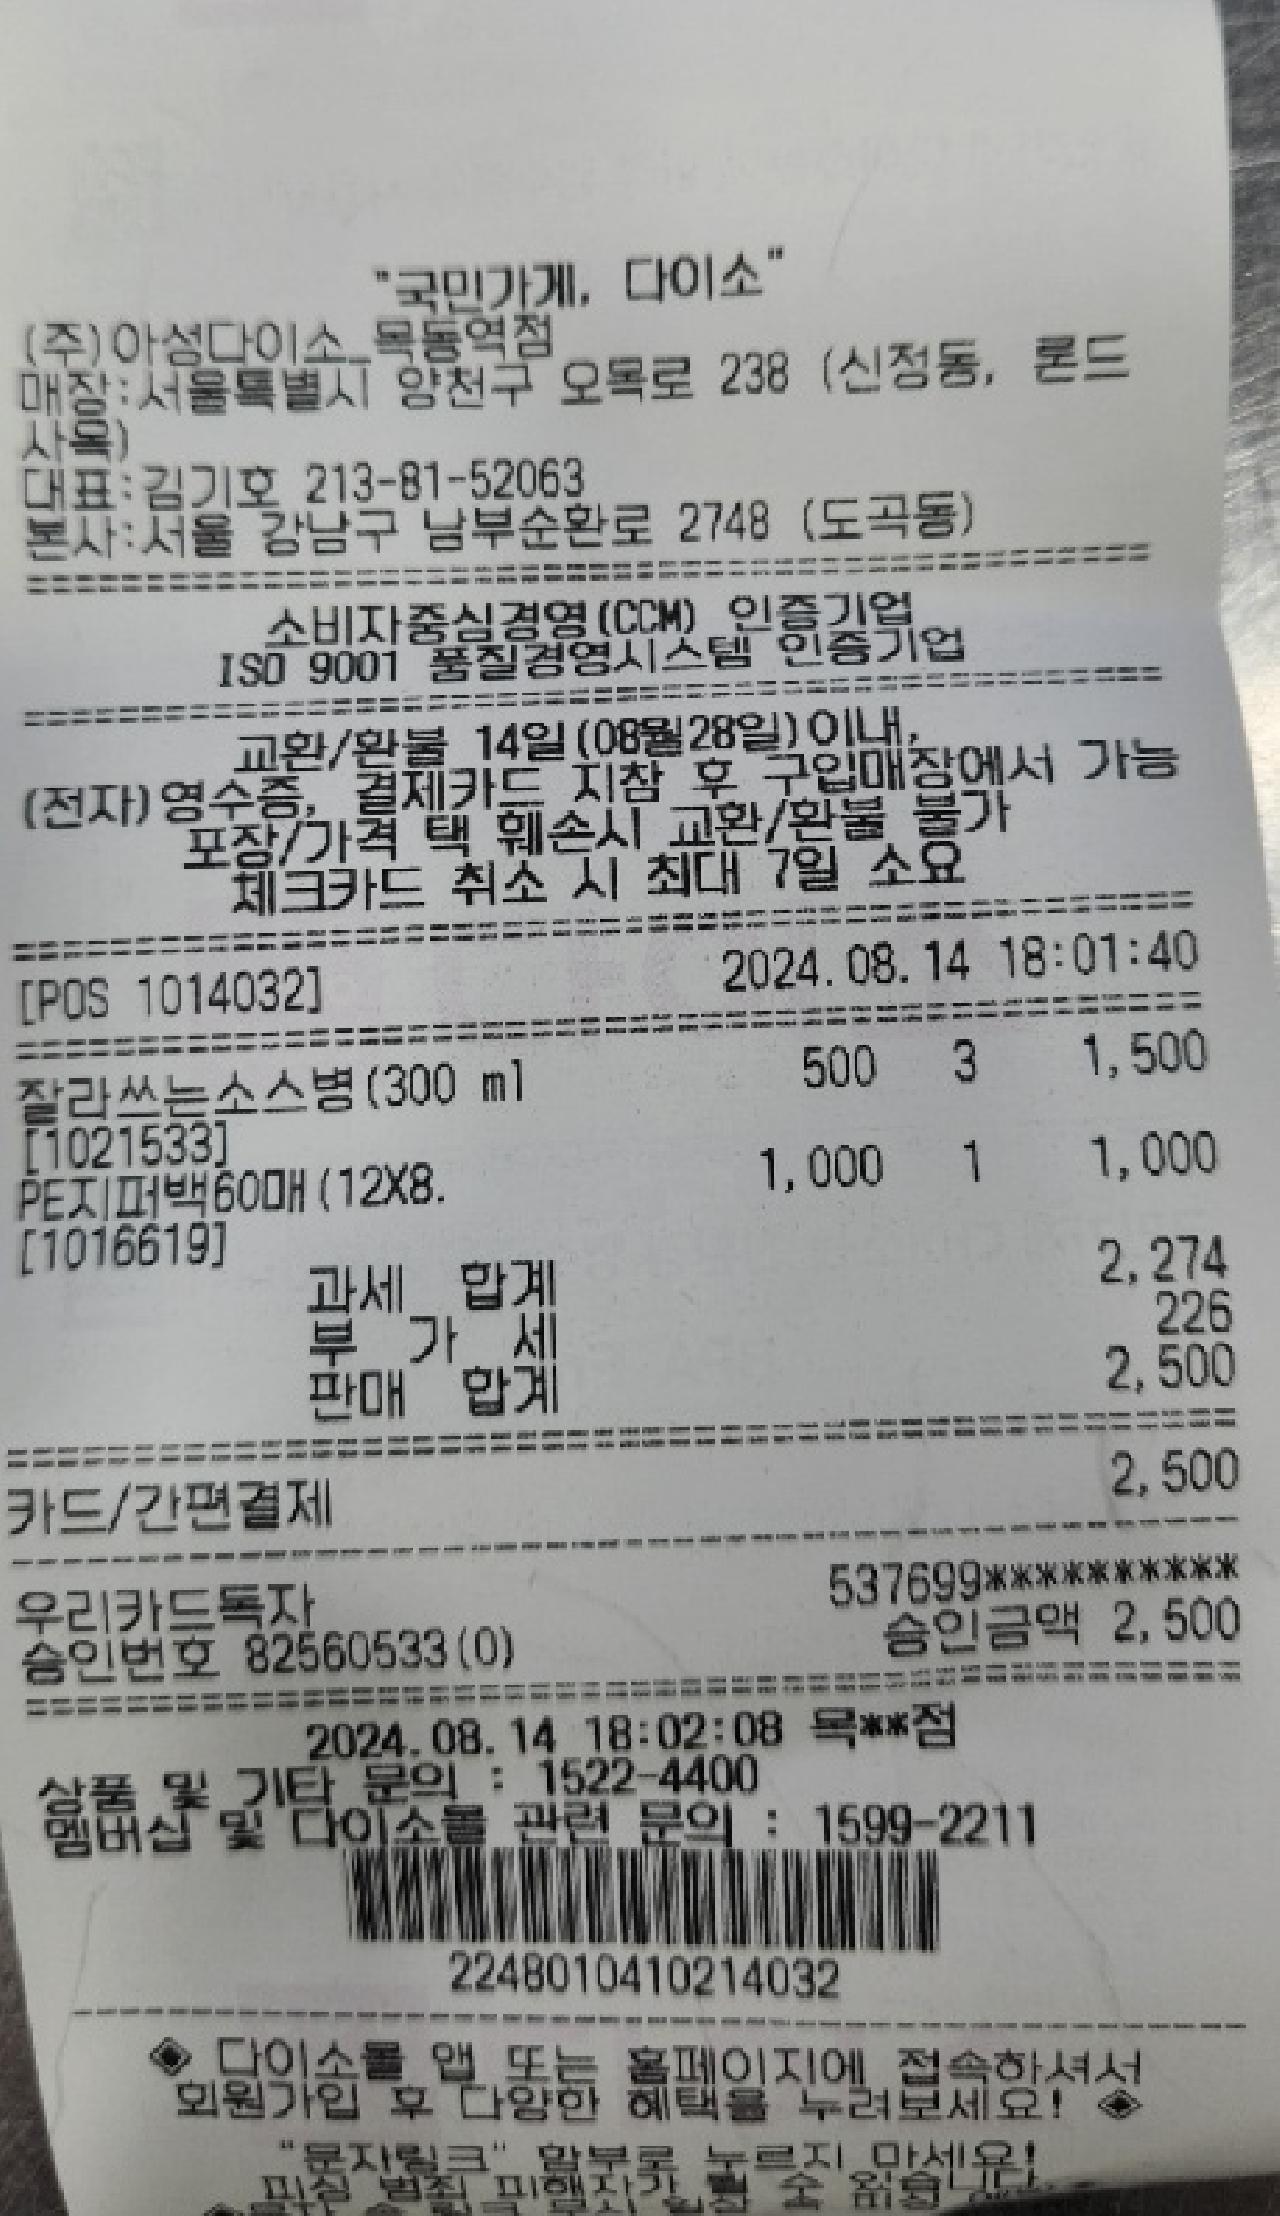 "국민가게, 다이소"
(주)아성다이소_목동역점
매장:서울특별시 양천구 오목로 238 (신정동, 론드
사옥)
대표:김기호 213-81-52063
본사:서울 강남구 남부순환로 2748 (도곡동)
소비자중심경영(CCM) 인증기업
ISO 9001 품질경영시스템 인증기업
교환/환불 14일(08월28일)이내,
(전자)영수증, 결제카드 지참 후 구입매장에서 가능
포장/가격 택 훼손시 교환/환불 불가
체크카드 취소 시 최대 7일 소요
[POS 1014032] 2024.08.14 18:01:40
잘라쓰는소스병(300 ml 500 3 1,500
[1021533]
PE지퍼백60매(12X8. 1,000 1 1,000
[1016619]
과세 합계 2,274
부 가 세 226
판매 합계 2,500
카드/간편결제 2,500
우리카드독자 537699**********
승인번호 82560533(0) 승인금액 2,500
2024.08.14 18:02:08 목**점
상품 및 기타 문의 : 1522-4400
멤버십 및 다이소몰 관련 문의 : 1599-2211
2248010410214032
◈ 다이소몰 앱 또는 홈페이지에 접속하셔서
회원가입 후 다양한 혜택을 누려보세요! ◈
"문자링크" 함부로 누르지 마세요!
피싱 범죄 피해자가 될 수 있습니다.